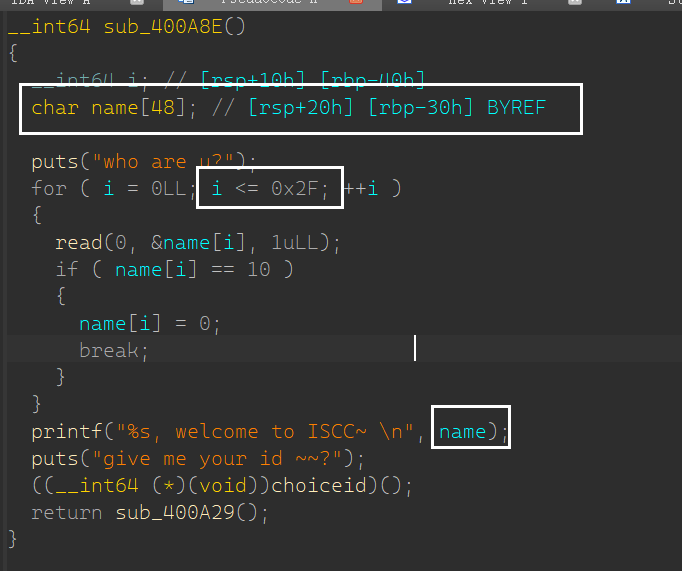 IDA View A Pseudocode A Hex View 1
__int64 sub_400A8E()
{
__int64 i; // [rsp+10h] [rbp-40h]
char name[48]; // [rsp+20h] [rbp-30h] BYREF
puts("who are u?");
for ( i = 0LL; i <= 0x2F; ++i )
{
read(0, &name[i], 1uLL);
if ( name[i] == 10 )
{
name[i] = 0;
break;
}
}
printf("%s, welcome to ISCC~ \n", name);
puts("give me your id ~~?");
((__int64 (*)(void))choiceid)();
return sub_400A29();
}